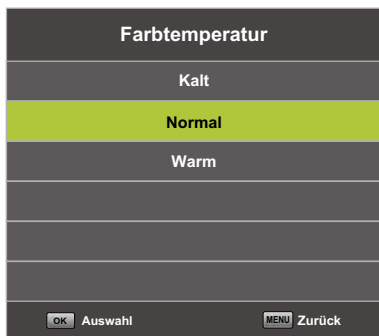 Farbtemperatur
Kalt
Normal
Warm
OK Auswahl MENU Zurück